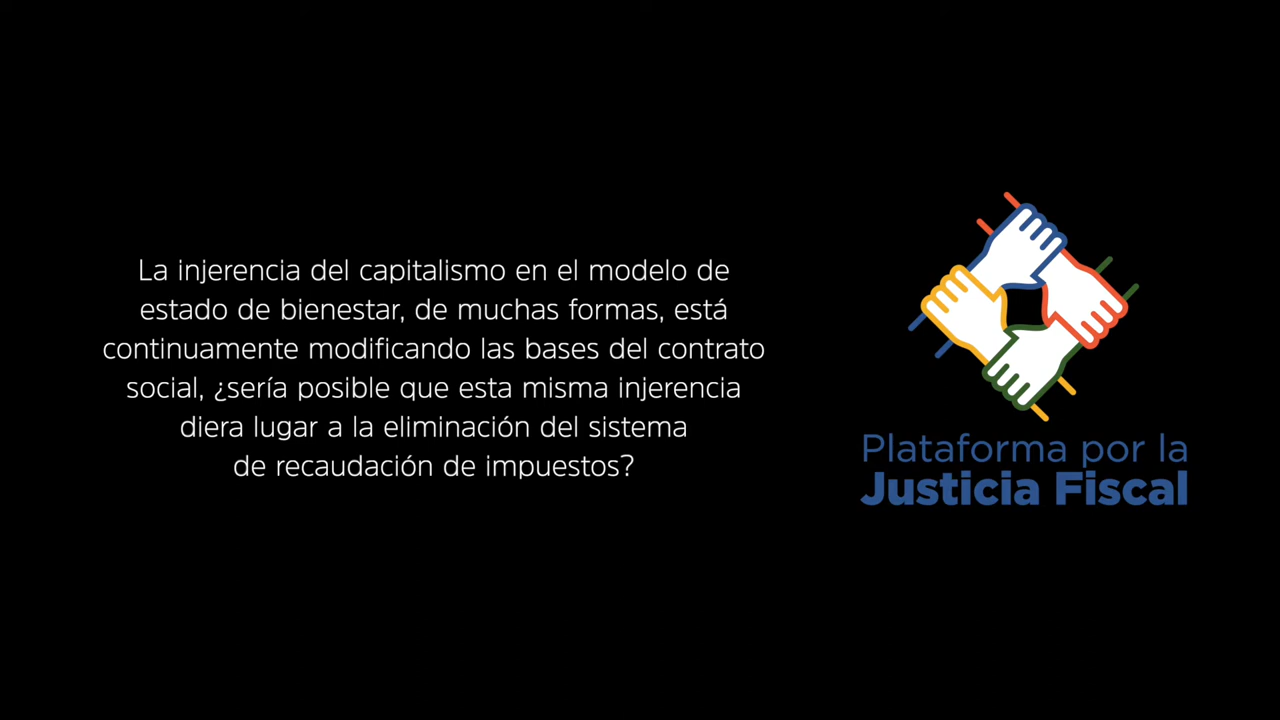 La injerencia del capitalismo en el modelo de
estado de bienestar, de muchas formas, está
continuamente modificando las bases del contrato
social, ¿sería posible que esta misma injerencia
diera lugar a la eliminación del sistema
de recaudación de impuestos?
Plataforma por la
Justicia Fiscal